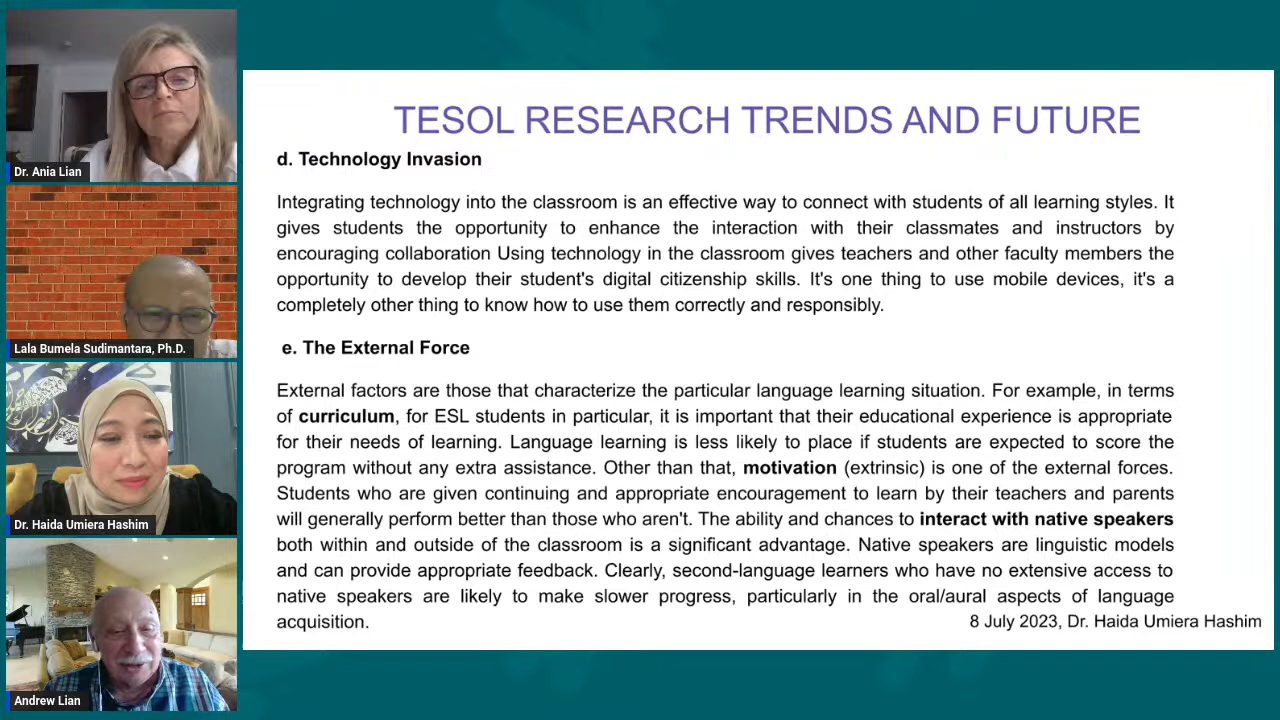 Dr. Ania Lian
Lala Bumela Sudimantara, Ph.D.
Dr. Haida Umiera Hashim
Andrew Lian
TESOL RESEARCH TRENDS AND FUTURE
d. Technology Invasion
Integrating technology into the classroom is an effective way to connect with students of all learning styles. It
gives students the opportunity to enhance the interaction with their classmates and instructors by
encouraging collaboration Using technology in the classroom gives teachers and other faculty members the
opportunity to develop their student's digital citizenship skills. It's one thing to use mobile devices, it's a
completely other thing to know how to use them correctly and responsibly.
e. The External Force
External factors are those that characterize the particular language learning situation. For example, in terms
of curriculum, for ESL students in particular, it is important that their educational experience is appropriate
for their needs of learning. Language learning is less likely to place if students are expected to score the
program without any extra assistance. Other than that, motivation (extrinsic) is one of the external forces.
Students who are given continuing and appropriate encouragement to learn by their teachers and parents
will generally perform better than those who aren't. The ability and chances to interact with native speakers
both within and outside of the classroom is a significant advantage. Native speakers are linguistic models
and can provide appropriate feedback. Clearly, second-language learners who have no extensive access to
native speakers are likely to make slower progress, particularly in the oral/aural aspects of language
acquisition.
8 July 2023, Dr. Haida Umiera Hashim